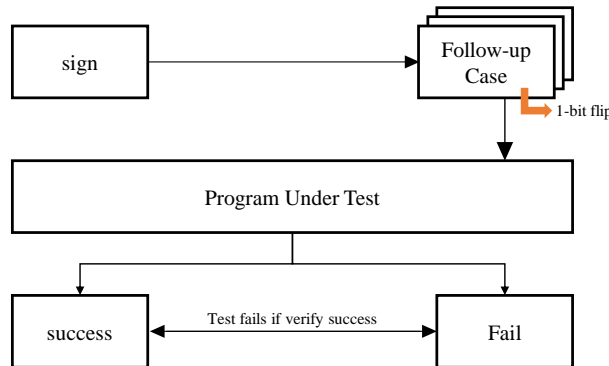 sign
Follow-up
Case
1-bit flip
Program Under Test
success
Test fails if verify success
Fail